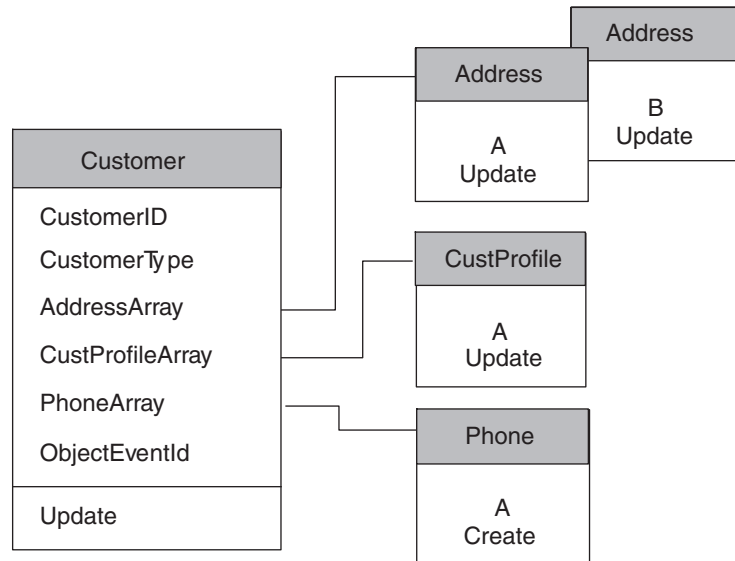 Customer
CustomerID
CustomerType
AddressArray
CustProfileArray
PhoneArray
ObjectEventId
Update
Address
A
Update
Address
B
Update
CustProfile
A
Update
Phone
A
Create